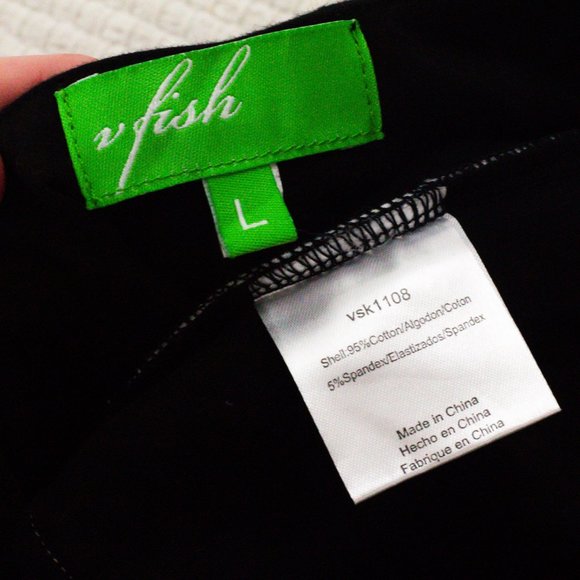 v fish
L
vsk1108
Shell:95%Cotton/Algodon/Coton
5%Spandex/Elastizados/Spandex
Made in China
Hecho en China
Fabrique en China